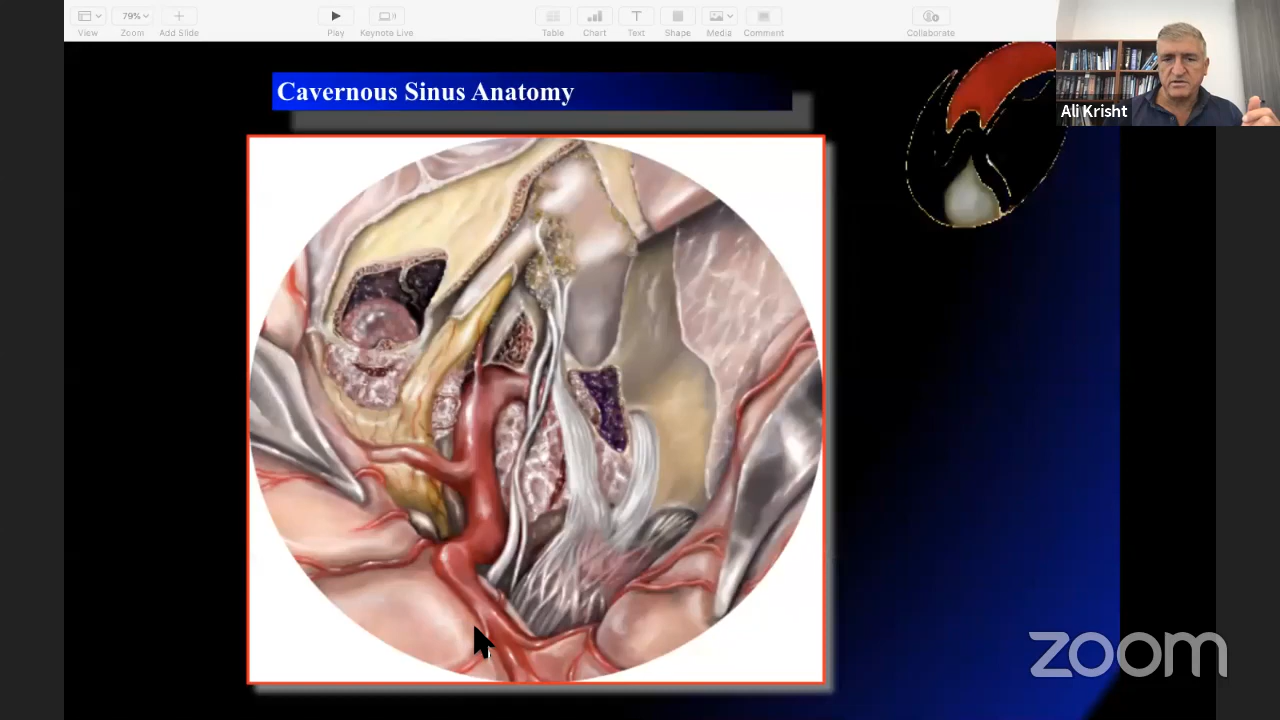 79%
View
Zoom
Add Slide
Play
Keynote Live
Table
Chart
Text
Shape
Media
Comment
Collaborate
Cavernous Sinus Anatomy
Ali Krisht
zoom